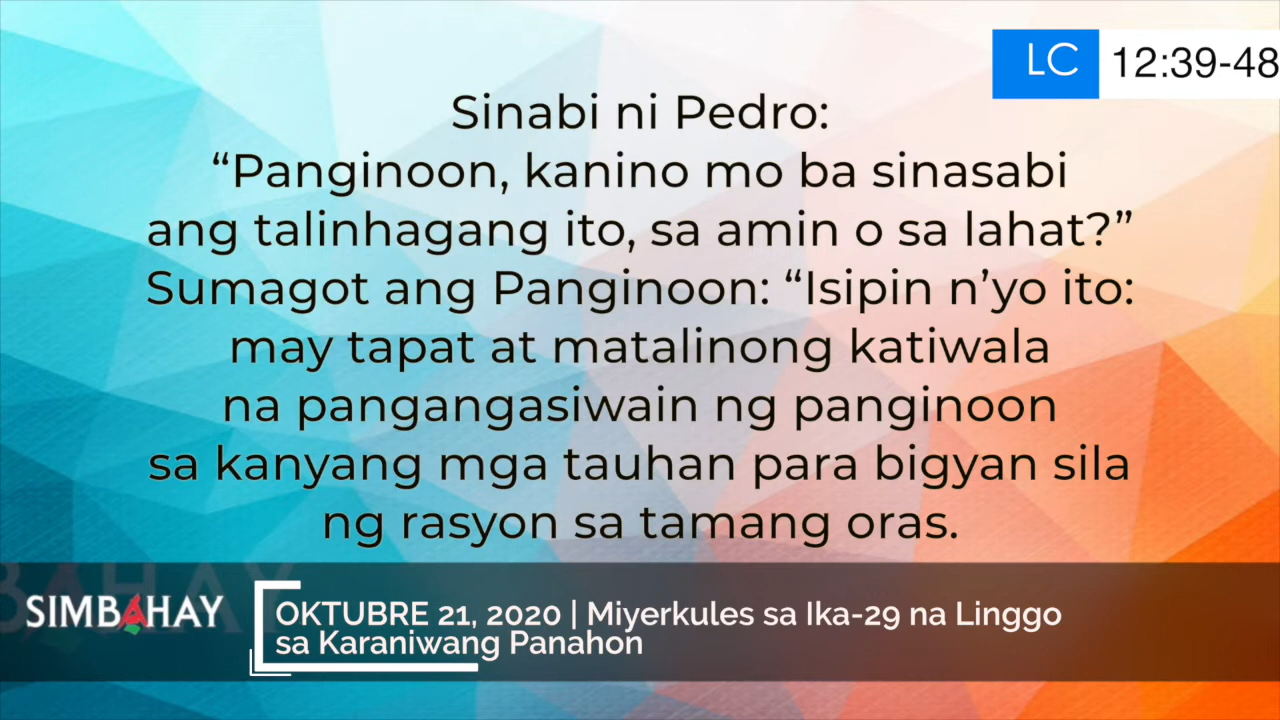 LC 12:39-48
Sinabi ni Pedro:
“Panginoon, kanino mo ba sinasabi
ang talinhagang ito, sa amin o sa lahat?”
Sumagot ang Panginoon: “Isipin n’yo ito:
may tapat at matalinong katiwala
na pangangasiwain ng panginoon
sa kanyang mga tauhan para bigyan sila
ng rasyon sa tamang oras.
SIMBAHAY
OKTUBRE 21, 2020 | Miyerkules sa Ika-29 na Linggo
sa Karaniwang Panahon